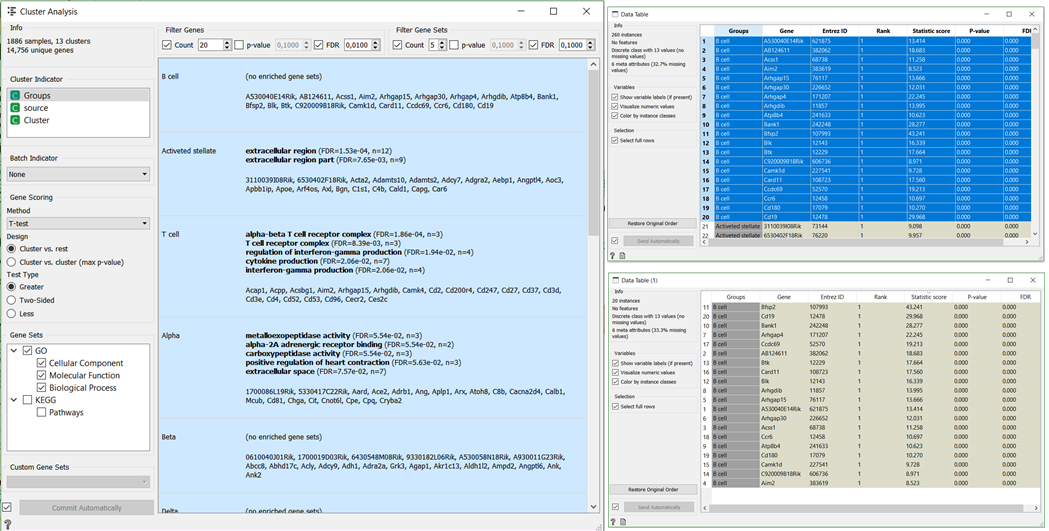 Cluster Analysis
Info
1886 samples, 13 clusters
14,756 unique genes
Cluster Indicator
C Groups
C source
C Cluster
Batch Indicator
None
Gene Scoring
Method
T-test
Design
Cluster vs. rest
Cluster vs. cluster (max p-value)
Test Type
Greater
Two-Sided
Less
Gene Sets
GO
Cellular Component
Molecular Function
Biological Process
KEGG
Pathways
Custom Gene Sets
Commit Automatically
?
Filter Genes
Count 20 p-value 0,1000 FDR 0,0100
Filter Gene Sets
Count 5 p-value 0,1000 FDR 0,1000
B cell (no enriched gene sets)
A530040E14Rik, AB124611, Acss1, Aim2, Arhgap15, Arhgap30, Arhgap4, Arhgdib, Atp8b4, Bank1,
Bfsp2, Blk, Btk, C920009B18Rik, Camk1d, Card11, Ccdc69, Ccr6, Cd180, Cd19
Activeted stellate extracellular region (FDR=1.53e-04, n=12)
extracellular region part (FDR=7.65e-03, n=9)
3110039I08Rik, 6530402F18Rik, Acta2, Adamts10, Adamts2, Adcy7, Adgra2, Aebp1, Angptl4, Aoc3,
Apbb1ip, Apoe, Arf4os, Axl, Bgn, C1s1, C4b, Cald1, Capg, Car6
T cell alpha-beta T cell receptor complex (FDR=1.86e-04, n=3)
T cell receptor complex (FDR=8.39e-03, n=3)
regulation of interferon-gamma production (FDR=1.94e-02, n=4)
cytokine production (FDR=2.06e-02, n=7)
interferon-gamma production (FDR=2.06e-02, n=4)
Acap1, Acpp, Acsbg1, Aim2, Arhgap15, Arhgdib, Camk4, Cd2, Cd200r4, Cd247, Cd27, Cd37, Cd3d,
Cd3e, Cd4, Cd52, Cd53, Cd96, Cecr2, Ces2c
Alpha metalloexopeptidase activity (FDR=5.54e-02, n=3)
alpha-2A adrenergic receptor binding (FDR=5.54e-02, n=2)
carboxypeptidase activity (FDR=5.54e-02, n=3)
positive regulation of heart contraction (FDR=5.63e-02, n=3)
extracellular space (FDR=7.57e-02, n=7)
1700086L19Rik, 5330417C22Rik, Aard, Ace2, Adrb1, Ang, Aplp1, Arx, Atoh8, C8b, Cacna2d4, Calb1,
Mcub, Cd81, Chga, Cit, Cnot6l, Cpe, Cpq, Cryba2
Beta (no enriched gene sets)
0610040J01Rik, 1700019D03Rik, 6430548M08Rik, 9330182L06Rik, A530058N18Rik, A930011G23Rik,
Abcc8, Abhd17c, Acly, Adcy9, Adh1, Adra2a, Grk3, Agap1, Akr1c13, Aldh1l2, Ampd2, Angptl6, Ank,
Ank2
Delta (no enriched gene sets)
Data Table
Info
260 instances
No features
Discrete class with 13 values (no
missing values)
6 meta attributes (32.7% missing
values)
Variables
Show variable labels (if present)
Visualize numeric values
Color by instance classes
Selection
Select full rows
Restore Original Order
Send Automatically
?
Groups Gene Entrez ID Rank Statistic score P-value FDR
1 B cell A530040E14Rik 621875 1 13.414 0.000 0.000
2 B cell AB124611 382062 1 18.683 0.000 0.000
3 B cell Acss1 68738 1 11.258 0.000 0.000
4 B cell Aim2 383619 1 8.523 0.000 0.000
5 B cell Arhgap15 76117 1 13.666 0.000 0.000
6 B cell Arhgap30 226652 1 12.031 0.000 0.000
7 B cell Arhgap4 171207 1 22.245 0.000 0.000
8 B cell Arhgdib 11857 1 13.995 0.000 0.000
9 B cell Atp8b4 241633 1 10.623 0.000 0.000
10 B cell Bank1 242248 1 28.277 0.000 0.000
11 B cell Bfsp2 107993 1 43.241 0.000 0.000
12 B cell Blk 12143 1 16.339 0.000 0.000
13 B cell Btk 12229 1 17.664 0.000 0.000
14 B cell C920009B18Rik 606736 1 8.971 0.000 0.000
15 B cell Camk1d 227541 1 9.728 0.000 0.000
16 B cell Card11 108723 1 17.560 0.000 0.000
17 B cell Ccdc69 52570 1 19.213 0.000 0.000
18 B cell Ccr6 12458 1 10.697 0.000 0.000
19 B cell Cd180 17079 1 10.270 0.000 0.000
20 B cell Cd19 12478 1 29.968 0.000 0.000
21 Activeted stellate 3110039I08Rik 73144 1 9.098 0.000 0.000
22 Activeted stellate 6530402F18Rik 76220 1 9.957 0.000 0.000
Data Table (1)
Info
20 instances
No features
Discrete class with 13 values (no
missing values)
6 meta attributes (33.3% missing
values)
Variables
Show variable labels (if present)
Visualize numeric values
Color by instance classes
Selection
Select full rows
Restore Original Order
Send Automatically
?
Groups Gene Entrez ID Rank Statistic score P-value FDR
11 B cell Bfsp2 107993 1 43.241 0.000 0.000
20 B cell Cd19 12478 1 29.968 0.000 0.000
10 B cell Bank1 242248 1 28.277 0.000 0.000
7 B cell Arhgap4 171207 1 22.245 0.000 0.000
17 B cell Ccdc69 52570 1 19.213 0.000 0.000
2 B cell AB124611 382062 1 18.683 0.000 0.000
13 B cell Btk 12229 1 17.664 0.000 0.000
16 B cell Card11 108723 1 17.560 0.000 0.000
12 B cell Blk 12143 1 16.339 0.000 0.000
8 B cell Arhgdib 11857 1 13.995 0.000 0.000
5 B cell Arhgap15 76117 1 13.666 0.000 0.000
1 B cell A530040E14Rik 621875 1 13.414 0.000 0.000
6 B cell Arhgap30 226652 1 12.031 0.000 0.000
3 B cell Acss1 68738 1 11.258 0.000 0.000
18 B cell Ccr6 12458 1 10.697 0.000 0.000
9 B cell Atp8b4 241633 1 10.623 0.000 0.000
19 B cell Cd180 17079 1 10.270 0.000 0.000
15 B cell Camk1d 227541 1 9.728 0.000 0.000
14 B cell C920009B18Rik 606736 1 8.971 0.000 0.000
4 B cell Aim2 383619 1 8.523 0.000 0.000